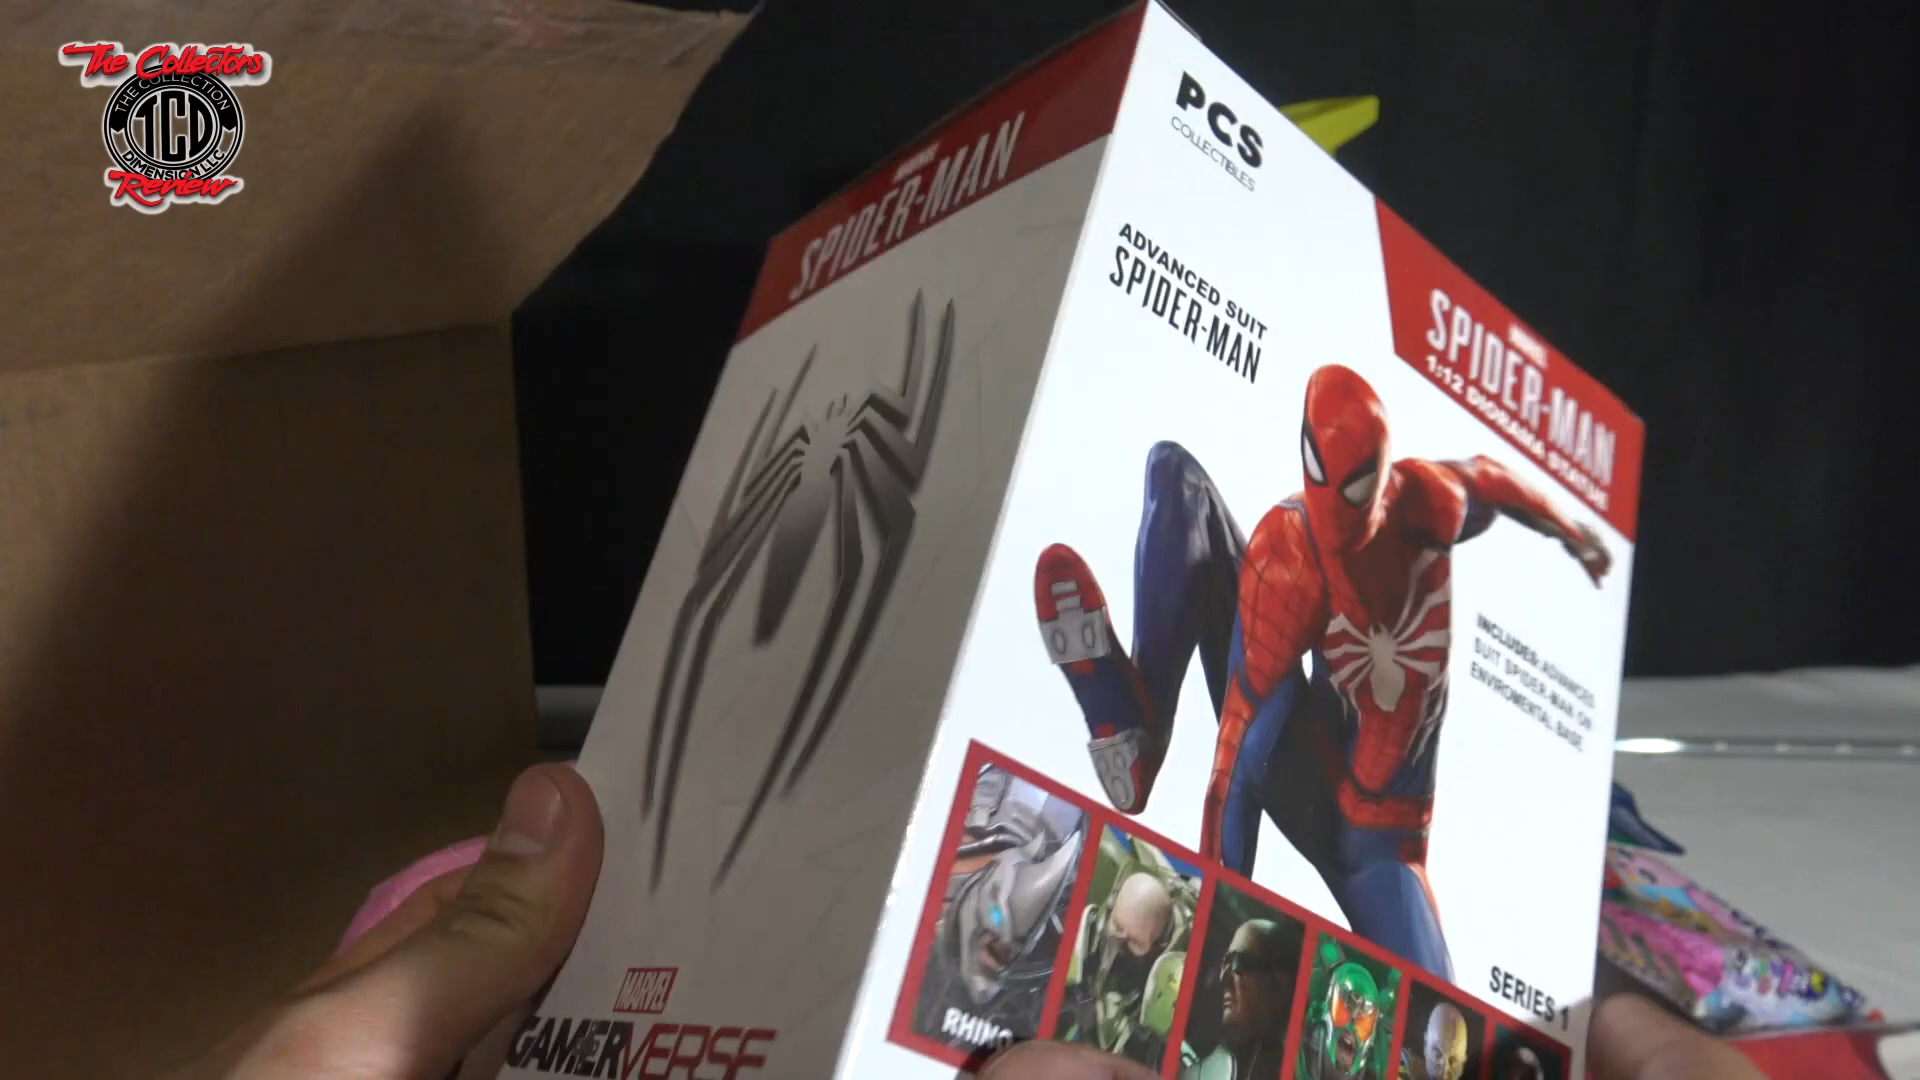 The Collectors
THE COLLECTION
TCD
DIMENSION LLC
Review
MARVEL
SPIDER-MAN
MARVEL
GAMERVERSE
PCS
COLLECTIBLES
ADVANCED SUIT
SPIDER-MAN
MARVEL
SPIDER-MAN
1:12 DIORAMA STATUE
INCLUDES: ADVANCED
SUIT SPIDER-MAN ON
ENVIROMENTAL BASE
SERIES 1
RHINO